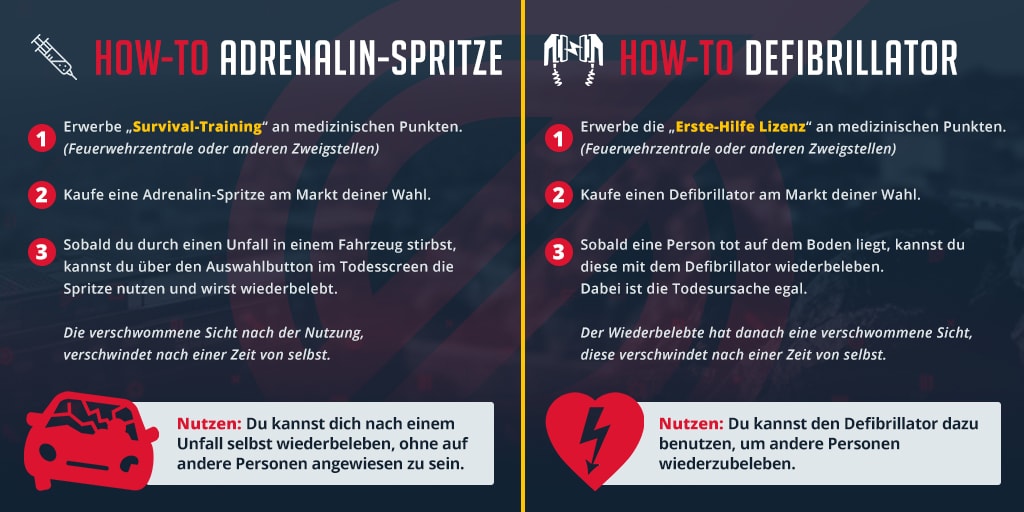 HOW-TO ADRENALIN-SPRITZE
1 Erwerbe „Survival-Training“ an medizinischen Punkten.
(Feuerwehrzentrale oder anderen Zweigstellen)
2 Kaufe eine Adrenalin-Spritze am Markt deiner Wahl.
3 Sobald du durch einen Unfall in einem Fahrzeug stirbst,
kannst du über den Auswahlbutton im Todesscreen die
Spritze nutzen und wirst wiederbelebt.
Die verschwommene Sicht nach der Nutzung,
verschwindet nach einer Zeit von selbst.
Nutzen: Du kannst dich nach einem
Unfall selbst wiederbeleben, ohne auf
andere Personen angewiesen zu sein.
HOW-TO DEFIBRILLATOR
1 Erwerbe die „Erste-Hilfe Lizenz“ an medizinischen Punkten.
(Feuerwehrzentrale oder anderen Zweigstellen)
2 Kaufe einen Defibrillator am Markt deiner Wahl.
3 Sobald eine Person tot auf dem Boden liegt, kannst du
diese mit dem Defibrillator wiederbeleben.
Dabei ist die Todesursache egal.
Der Wiederbelebte hat danach eine verschwommene Sicht,
diese verschwindet nach einer Zeit von selbst.
Nutzen: Du kannst den Defibrillator dazu
benutzen, um andere Personen
wiederzubeleben.